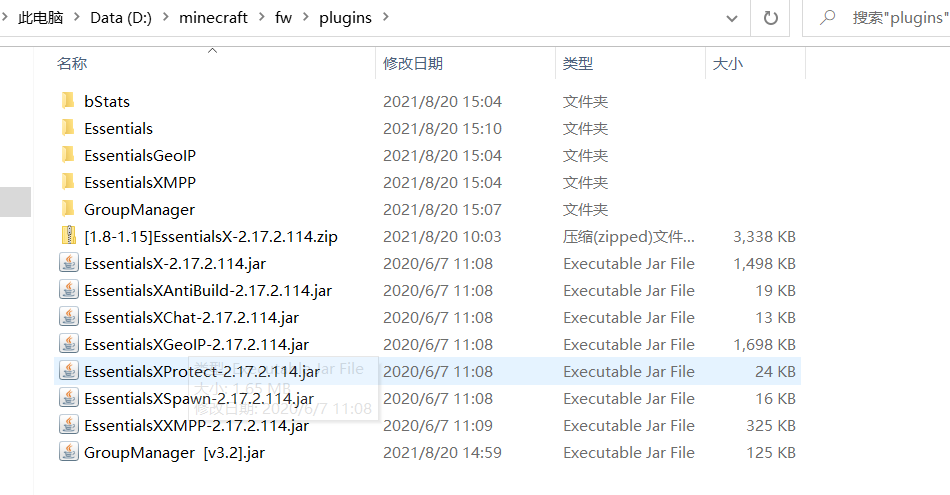 此电脑 Data (D:) minecraft fw plugins 搜索"plugins"
名称 修改日期 类型 大小
bStats 2021/8/20 15:04 文件夹
Essentials 2021/8/20 15:10 文件夹
EssentialsGeoIP 2021/8/20 15:04 文件夹
EssentialsXMPP 2021/8/20 15:04 文件夹
GroupManager 2021/8/20 15:07 文件夹
[1.8-1.15]EssentialsX-2.17.2.114.zip 2021/8/20 10:03 压缩(zipped)文件... 3,338 KB
EssentialsX-2.17.2.114.jar 2020/6/7 11:08 Executable Jar File 1,498 KB
EssentialsXAntiBuild-2.17.2.114.jar 2020/6/7 11:08 Executable Jar File 19 KB
EssentialsXChat-2.17.2.114.jar 2020/6/7 11:08 Executable Jar File 13 KB
EssentialsXGeoIP-2.17.2.114.jar 2020/6/7 11:08 Executable Jar File 1,698 KB
EssentialsXProtect-2.17.2.114.jar 2020/6/7 11:08 Executable Jar File 24 KB
类型: Executable Jar File
大小: 1.65 MB
修改日期: 2020/6/7 11:08
EssentialsXSpawn-2.17.2.114.jar 2020/6/7 11:08 Executable Jar File 16 KB
EssentialsXXMPP-2.17.2.114.jar 2020/6/7 11:09 Executable Jar File 325 KB
GroupManager [v3.2].jar 2021/8/20 14:59 Executable Jar File 125 KB